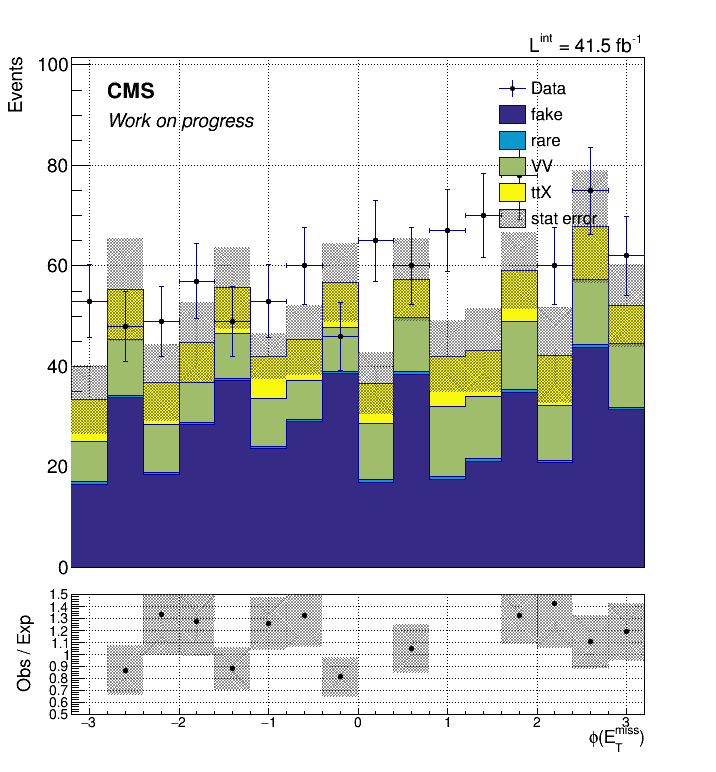 L^int = 41.5 fb^-1
Events
100
80
60
40
20
0
CMS
Work on progress
Data
fake
rare
VV
ttX
stat error
Obs / Exp
1.5
1.4
1.3
1.2
1.1
1
0.9
0.8
0.7
0.6
0.5
−3 −2 −1 0 1 2 3
ϕ(E_T^miss)